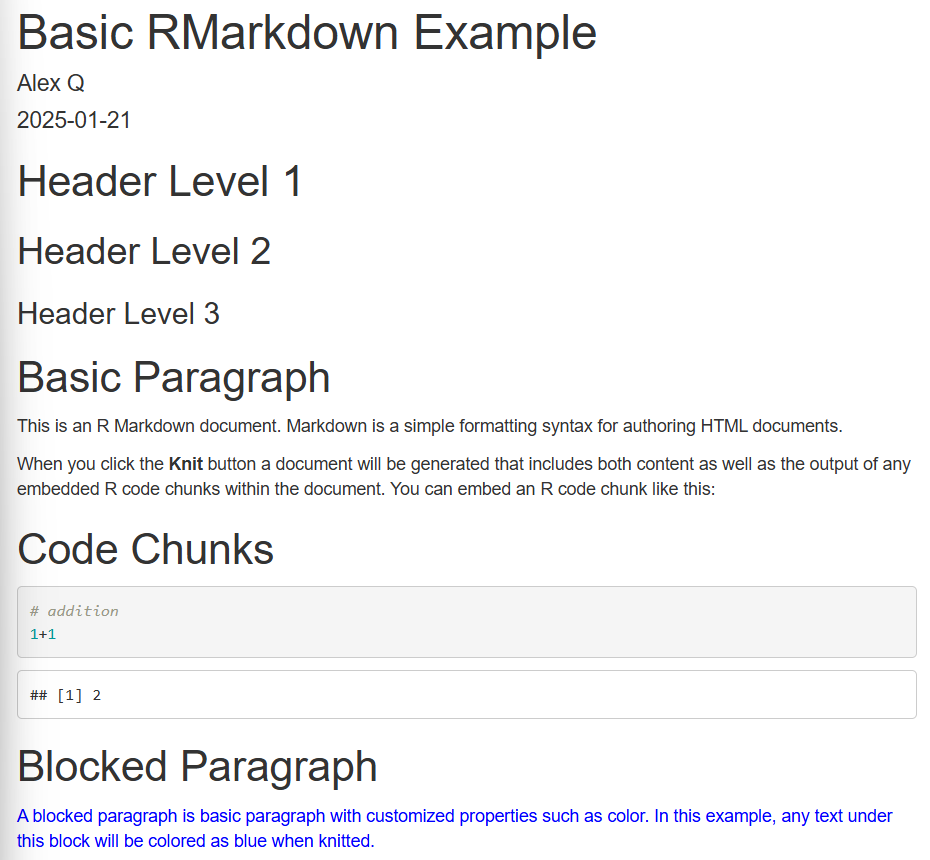 Basic RMarkdown Example
Alex Q
2025-01-21
Header Level 1
Header Level 2
Header Level 3
Basic Paragraph
This is an R Markdown document. Markdown is a simple formatting syntax for authoring HTML documents.
When you click the Knit button a document will be generated that includes both content as well as the output of any
embedded R code chunks within the document. You can embed an R code chunk like this:
Code Chunks
# addition
1+1
## [1] 2
Blocked Paragraph
A blocked paragraph is basic paragraph with customized properties such as color. In this example, any text under
this block will be colored as blue when knitted.